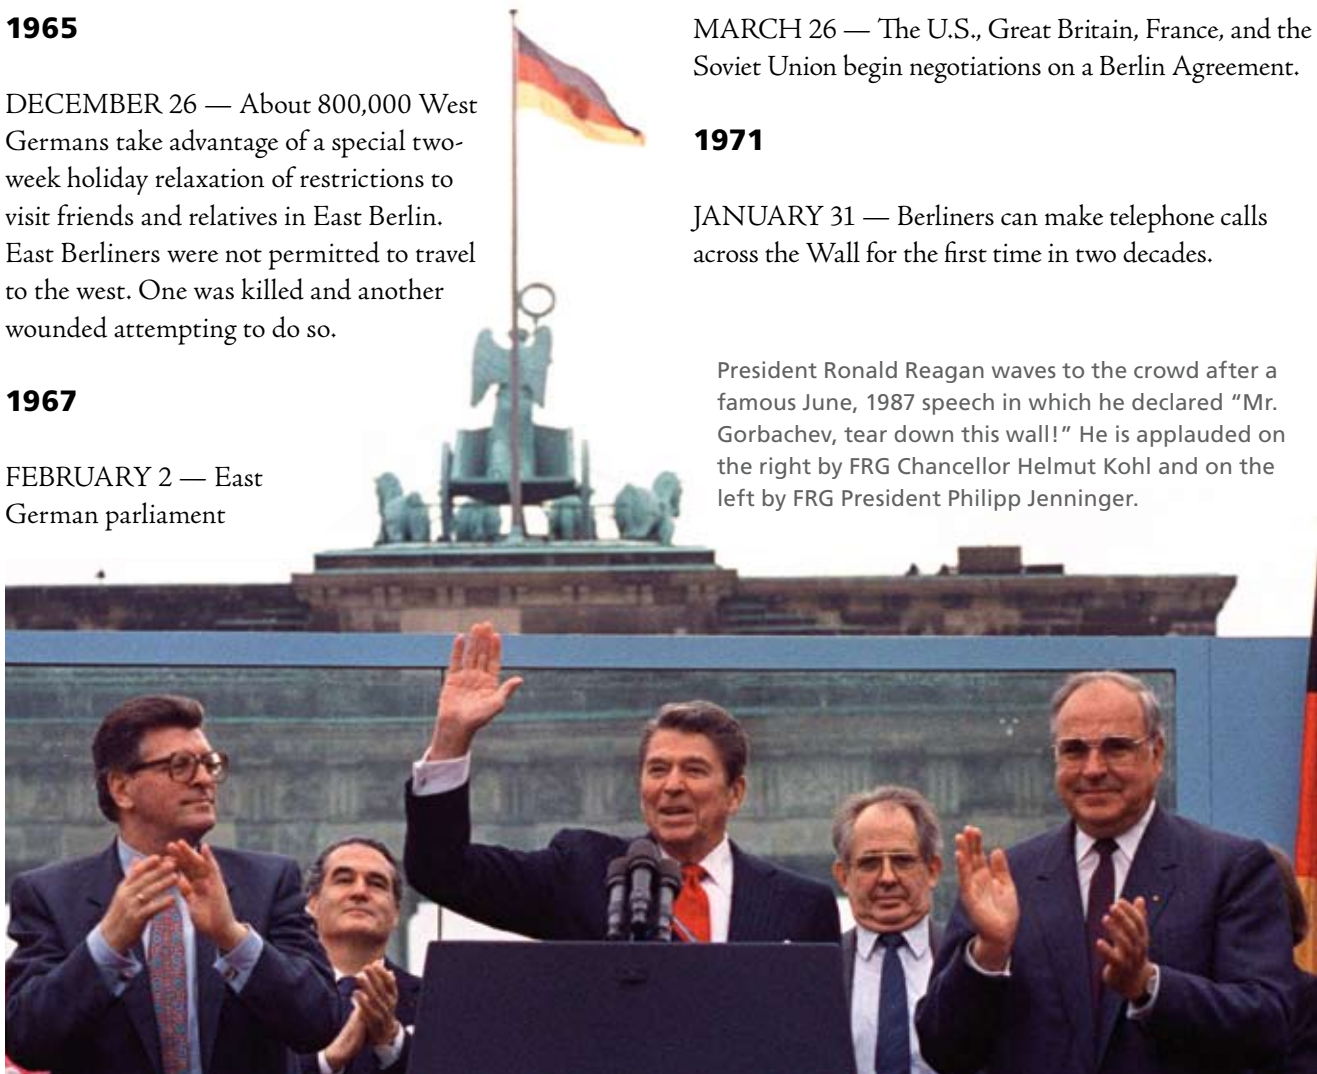 1965
DECEMBER 26 — About 800,000 West
Germans take advantage of a special two-
week holiday relaxation of restrictions to
visit friends and relatives in East Berlin.
East Berliners were not permitted to travel
to the west. One was killed and another
wounded attempting to do so.
1967
FEBRUARY 2 — East
German parliament
MARCH 26 — The U.S., Great Britain, France, and the
Soviet Union begin negotiations on a Berlin Agreement.
1971
JANUARY 31 — Berliners can make telephone calls
across the Wall for the first time in two decades.
President Ronald Reagan waves to the crowd after a
famous June, 1987 speech in which he declared “Mr.
Gorbachev, tear down this wall!” He is applauded on
the right by FRG Chancellor Helmut Kohl and on the
left by FRG President Philipp Jenninger.